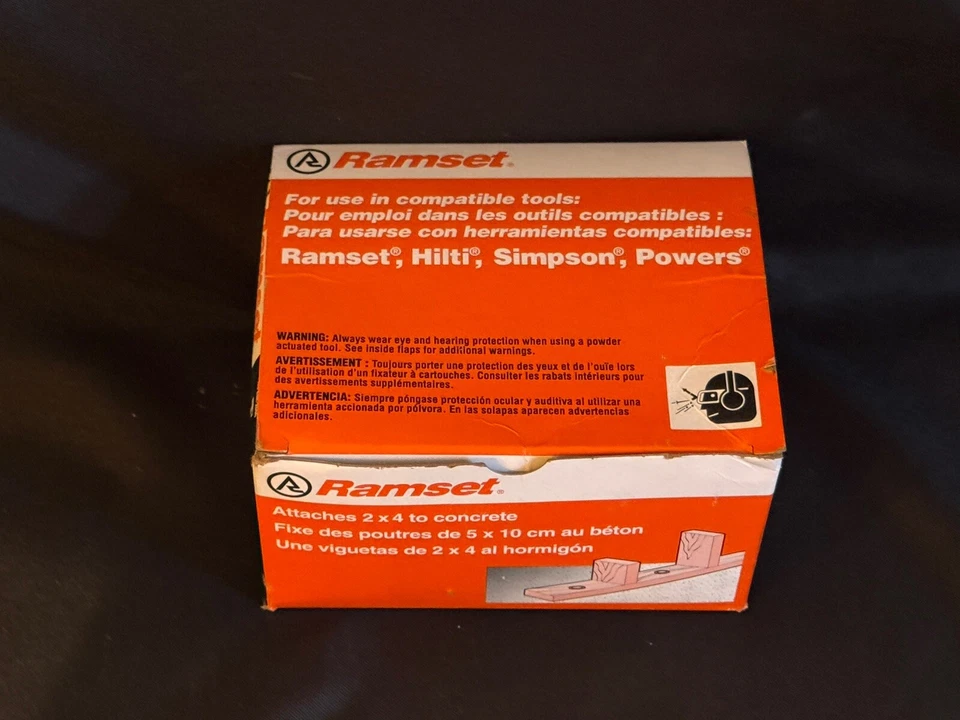 Ramset®
For use in compatible tools:
Pour emploi dans les outils compatibles :
Para usarse con herramientas compatibles:
Ramset®, Hilti®, Simpson®, Powers®
WARNING: Always wear eye and hearing protection when using a powder
actuated tool. See inside flaps for additional warnings.
AVERTISSEMENT : Toujours porter une protection des yeux et de l'ouïe lors
de l'utilisation d'un fixateur à cartouches. Consulter les rabats intérieurs pour
des avertissements supplémentaires.
ADVERTENCIA: Siempre póngase protección ocular y auditiva al utilizar una
herramienta accionada por pólvora. En las solapas aparecen advertencias
adicionales.
Ramset®
Attaches 2 x 4 to concrete
Fixe des poutres de 5 x 10 cm au béton
Une viguetas de 2 x 4 al hormigón